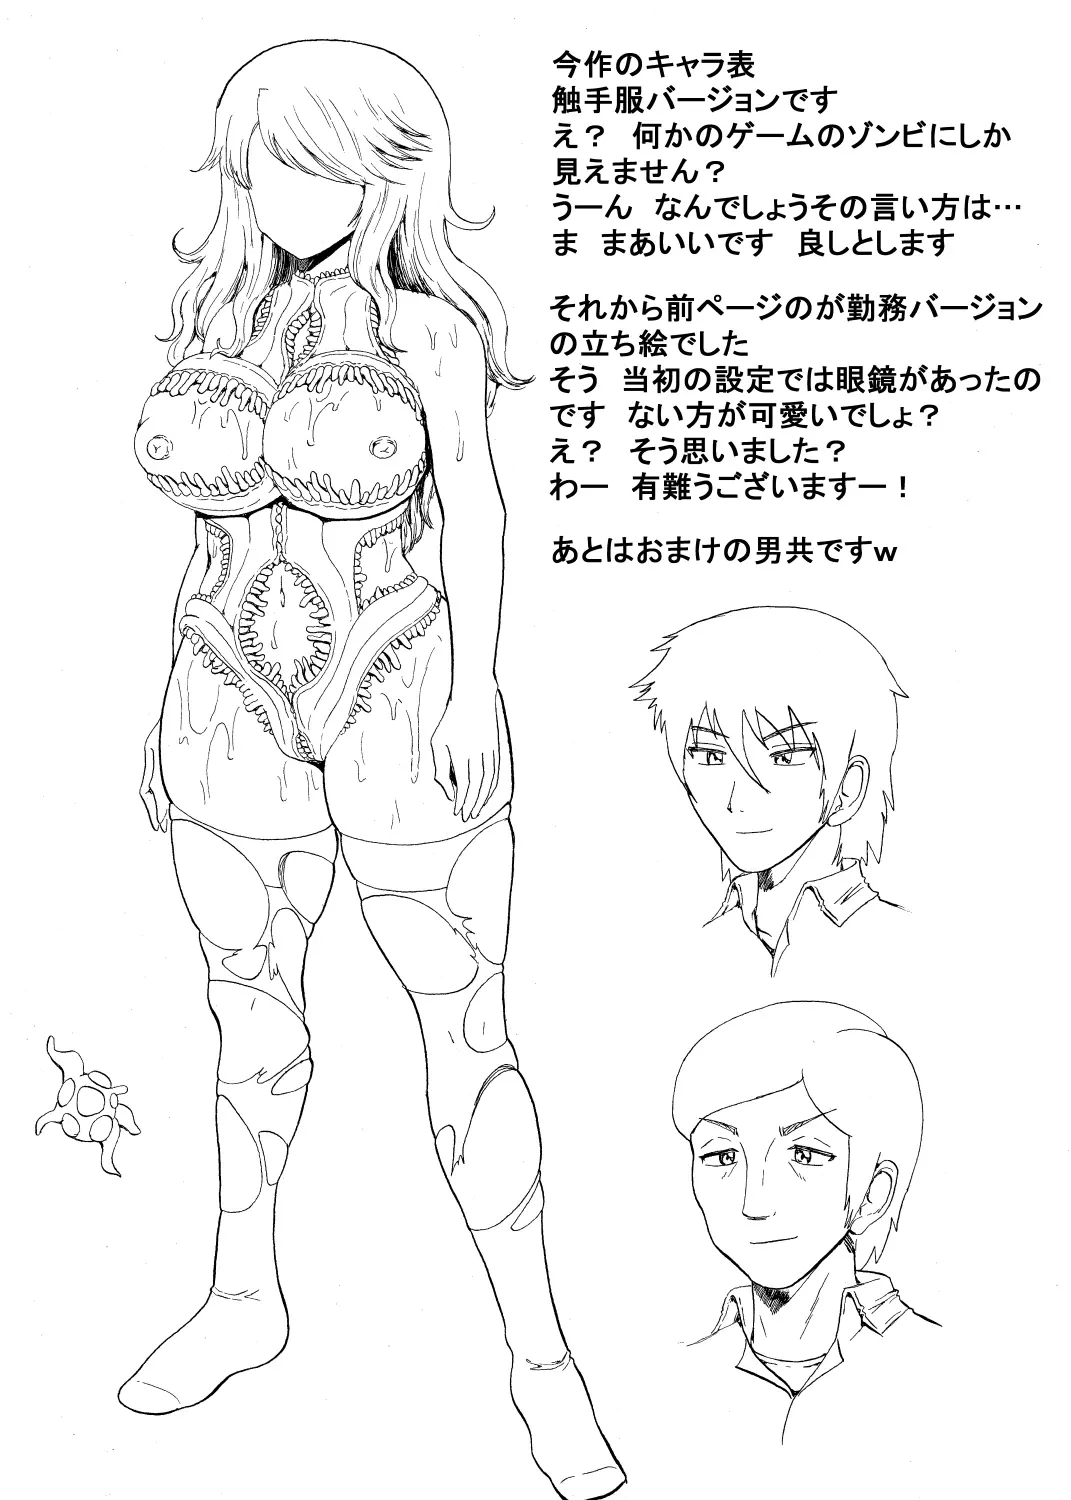 今作のキャラ表
触手服バージョンです
え？　何かのゲームのゾンビにしか
見えません？
うーん　なんでしょうその言い方は…
ま　まあいいです　良しとします
それから前ページのが勤務バージョン
の立ち絵でした
そう　当初の設定では眼鏡があったの
です　ない方が可愛いでしょ？
え？　そう思いました？
わー　有難うございますー！
あとはおまけの男共ですｗ